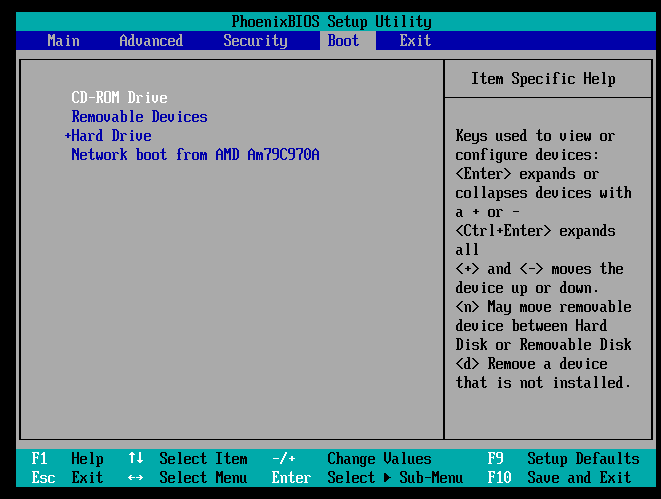 PhoenixBIOS Setup Utility
Main Advanced Security Boot Exit
CD-ROM Drive
Removable Devices
+Hard Drive
Network boot from AMD Am79C970A
Item Specific Help
Keys used to view or
configure devices:
<Enter> expands or
collapses devices with
a + or -
<Ctrl+Enter> expands
all
<+> and <-> moves the
device up or down.
<n> May move removable
device between Hard
Disk or Removable Disk
<d> Remove a device
that is not installed.
F1 Help ↑↓ Select Item -/+ Change Values F9 Setup Defaults
Esc Exit ↔ Select Menu Enter Select ▶ Sub-Menu F10 Save and Exit